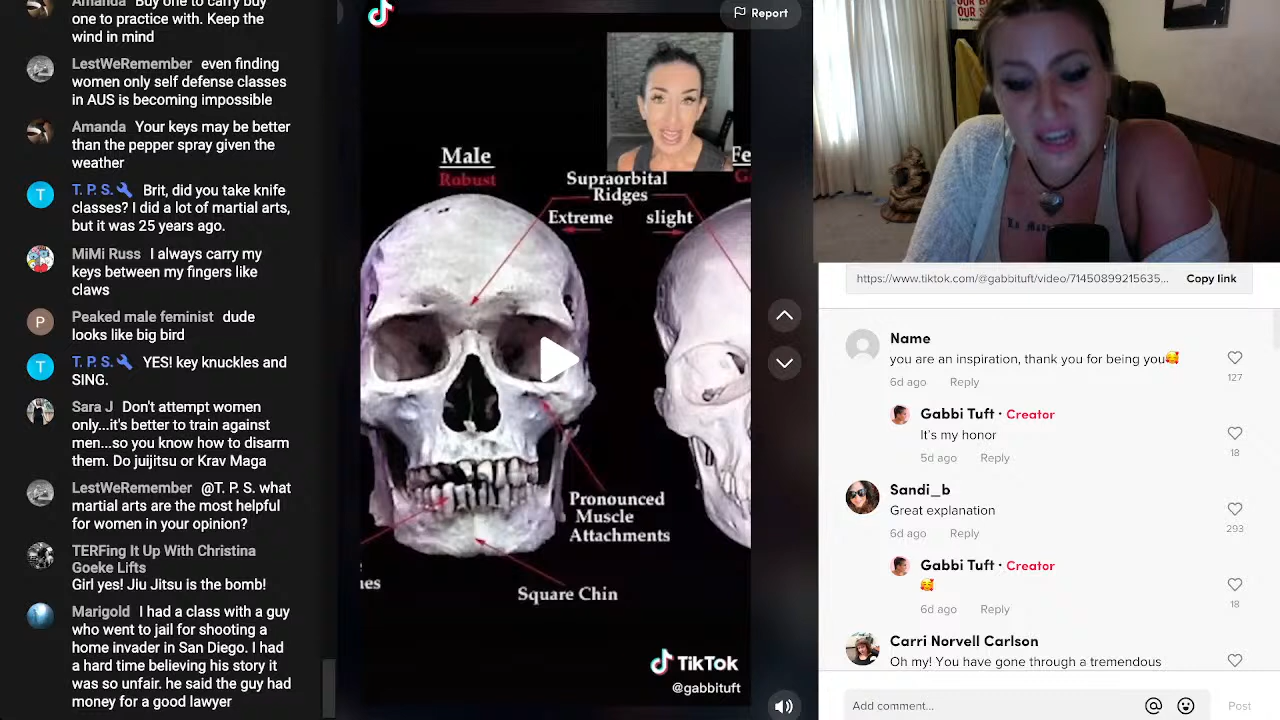 Amanda Buy one to carry buy
one to practice with. Keep the
wind in mind
LestWeRemember even finding
women only self defense classes
in AUS is becoming impossible
Amanda Your keys may be better
than the pepper spray given the
weather
T
T. P. S. Brit, did you take knife
classes? I did a lot of martial arts,
but it was 25 years ago.
MiMi Russ I always carry my
keys between my fingers like
claws
P
Peaked male feminist dude
looks like big bird
T
T. P. S. YES! key knuckles and
SING.
Sara J Don't attempt women
only...it's better to train against
men...so you know how to disarm
them. Do juijitsu or Krav Maga
LestWeRemember @T. P. S. what
martial arts are the most helpful
for women in your opinion?
TERFing It Up With Christina
Goeke Lifts
Girl yes! Jiu Jitsu is the bomb!
Marigold I had a class with a guy
who went to jail for shooting a
home invader in San Diego. I had
a hard time believing his story it
was so unfair. he said the guy had
money for a good lawyer
Report
Male
Robust
Fe
Supraorbital
Ridges
Extreme slight
Pronounced
Muscle
Attachments
nes
Square Chin
TikTok
@gabbituft
https://www.tiktok.com/@gabbituft/video/71450899215635...
Copy link
Name
you are an inspiration, thank you for being you🥰
127
6d ago Reply
Gabbi Tuft · Creator
It's my honor
18
5d ago Reply
Sandi_b
Great explanation
293
6d ago Reply
Gabbi Tuft · Creator
🥰
18
6d ago Reply
Carri Norvell Carlson
Oh my! You have gone through a tremendous
Add comment...
Post